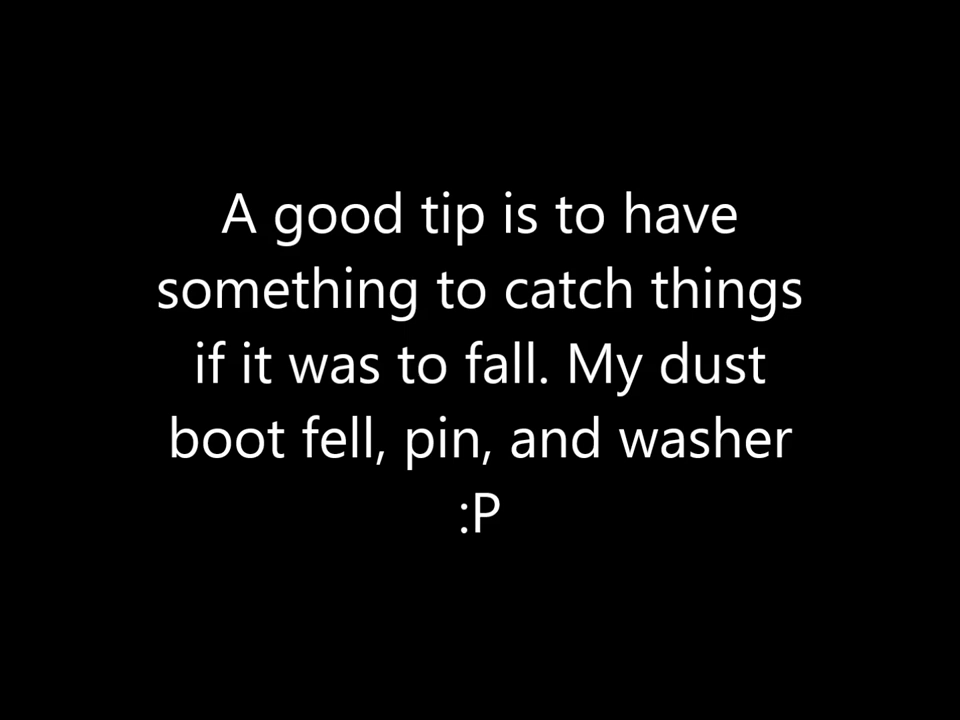 A good tip is to have
something to catch things
if it was to fall. My dust
boot fell, pin, and washer
:P